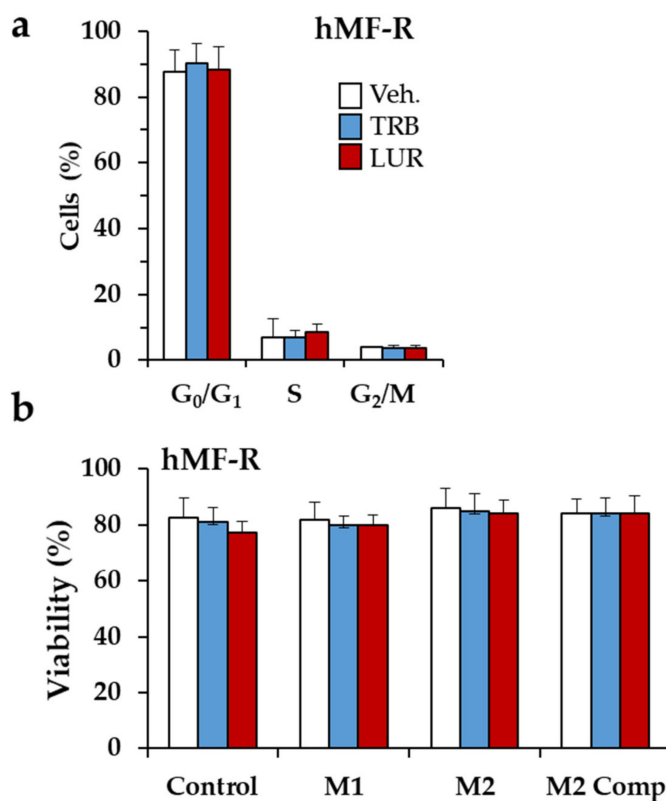 a
hMF-R
100
80
60
40
20
0
Cells (%)
Veh.
TRB
LUR
G₀/G₁ S G₂/M
b
hMF-R
100
80
60
40
20
0
Viability (%)
Control M1 M2 M2 Comp